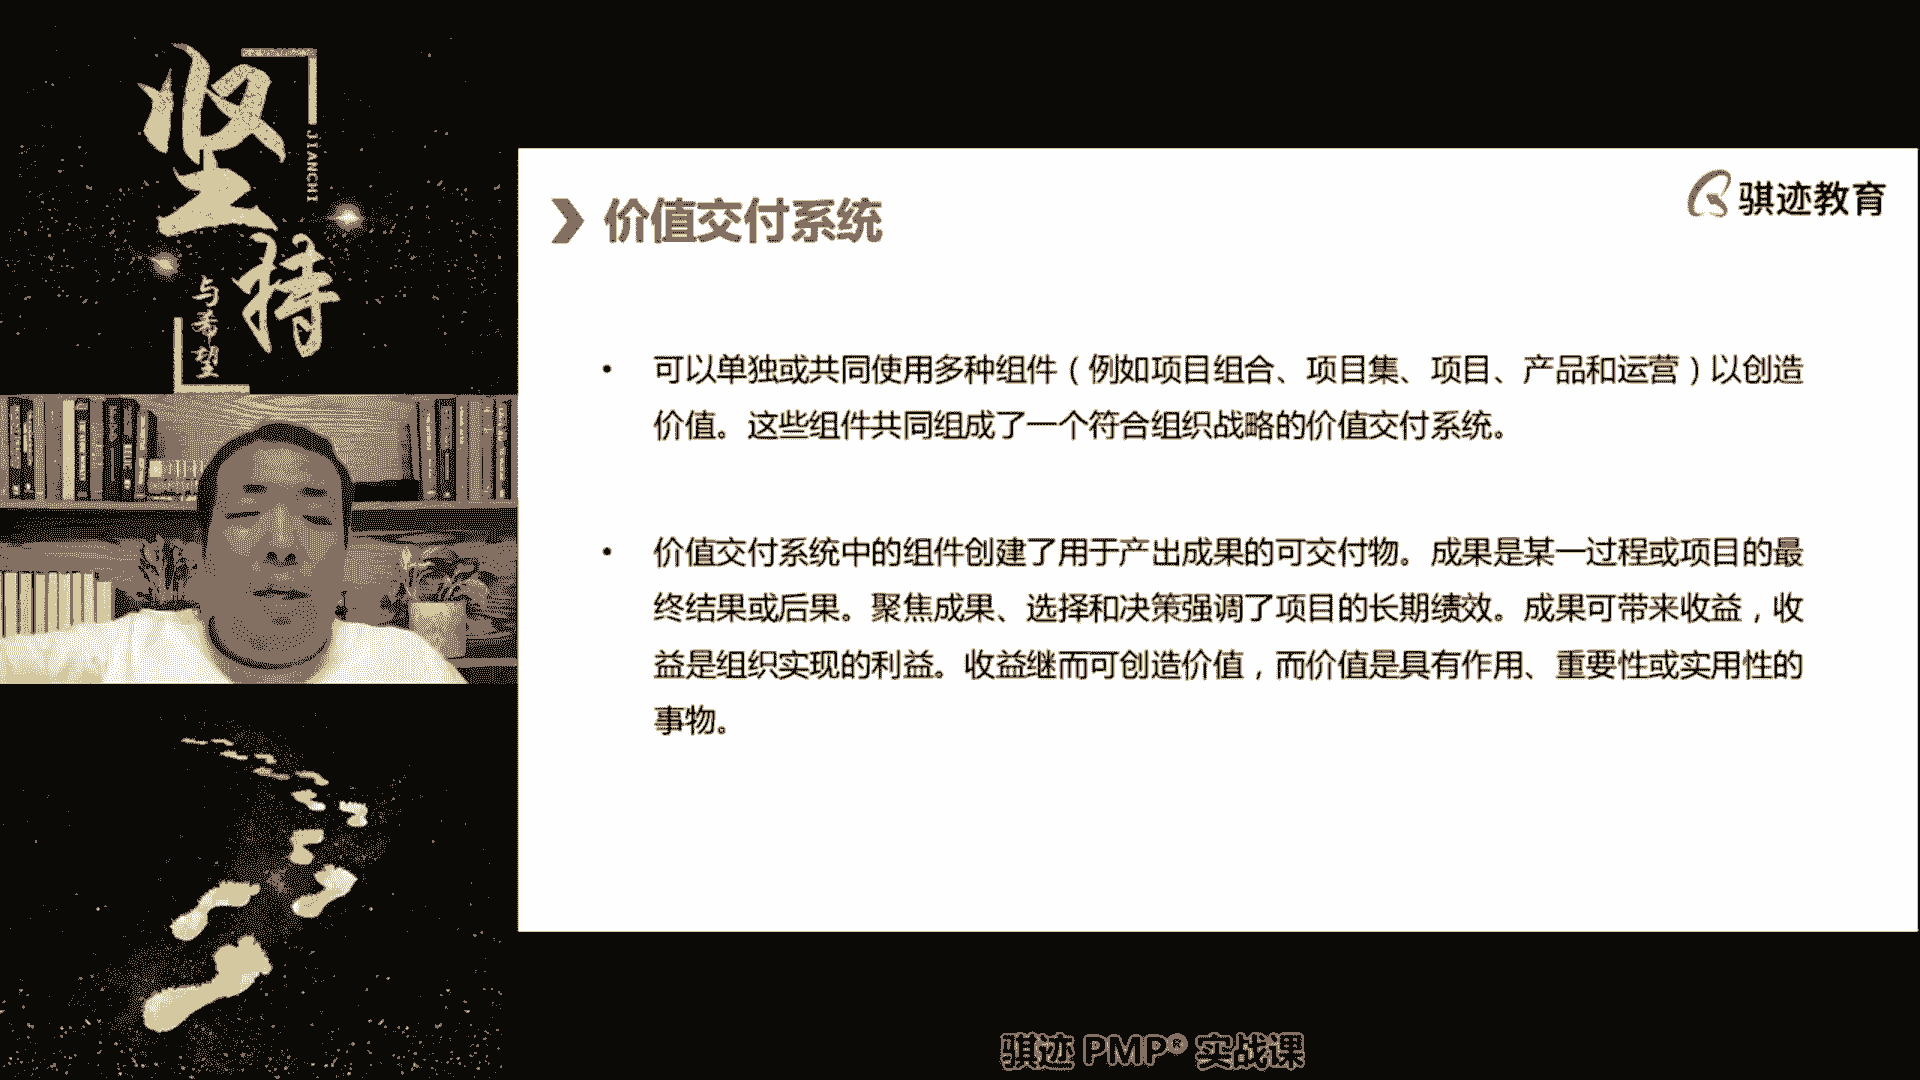 坚持
JIANCHI
与希望
骐迹教育
价值交付系统
• 可以单独或共同使用多种组件（例如项目组合、项目集、项目、产品和运营）以创造
价值。这些组件共同组成了一个符合组织战略的价值交付系统。
• 价值交付系统中的组件创建了用于产出成果的可交付物。成果是某一过程或项目的最
终结果或后果。聚焦成果、选择和决策强调了项目的长期绩效。成果可带来收益，收
益是组织实现的利益。收益继而可创造价值，而价值是具有作用、重要性或实用性的
事物。
骐迹 PMP® 实战课